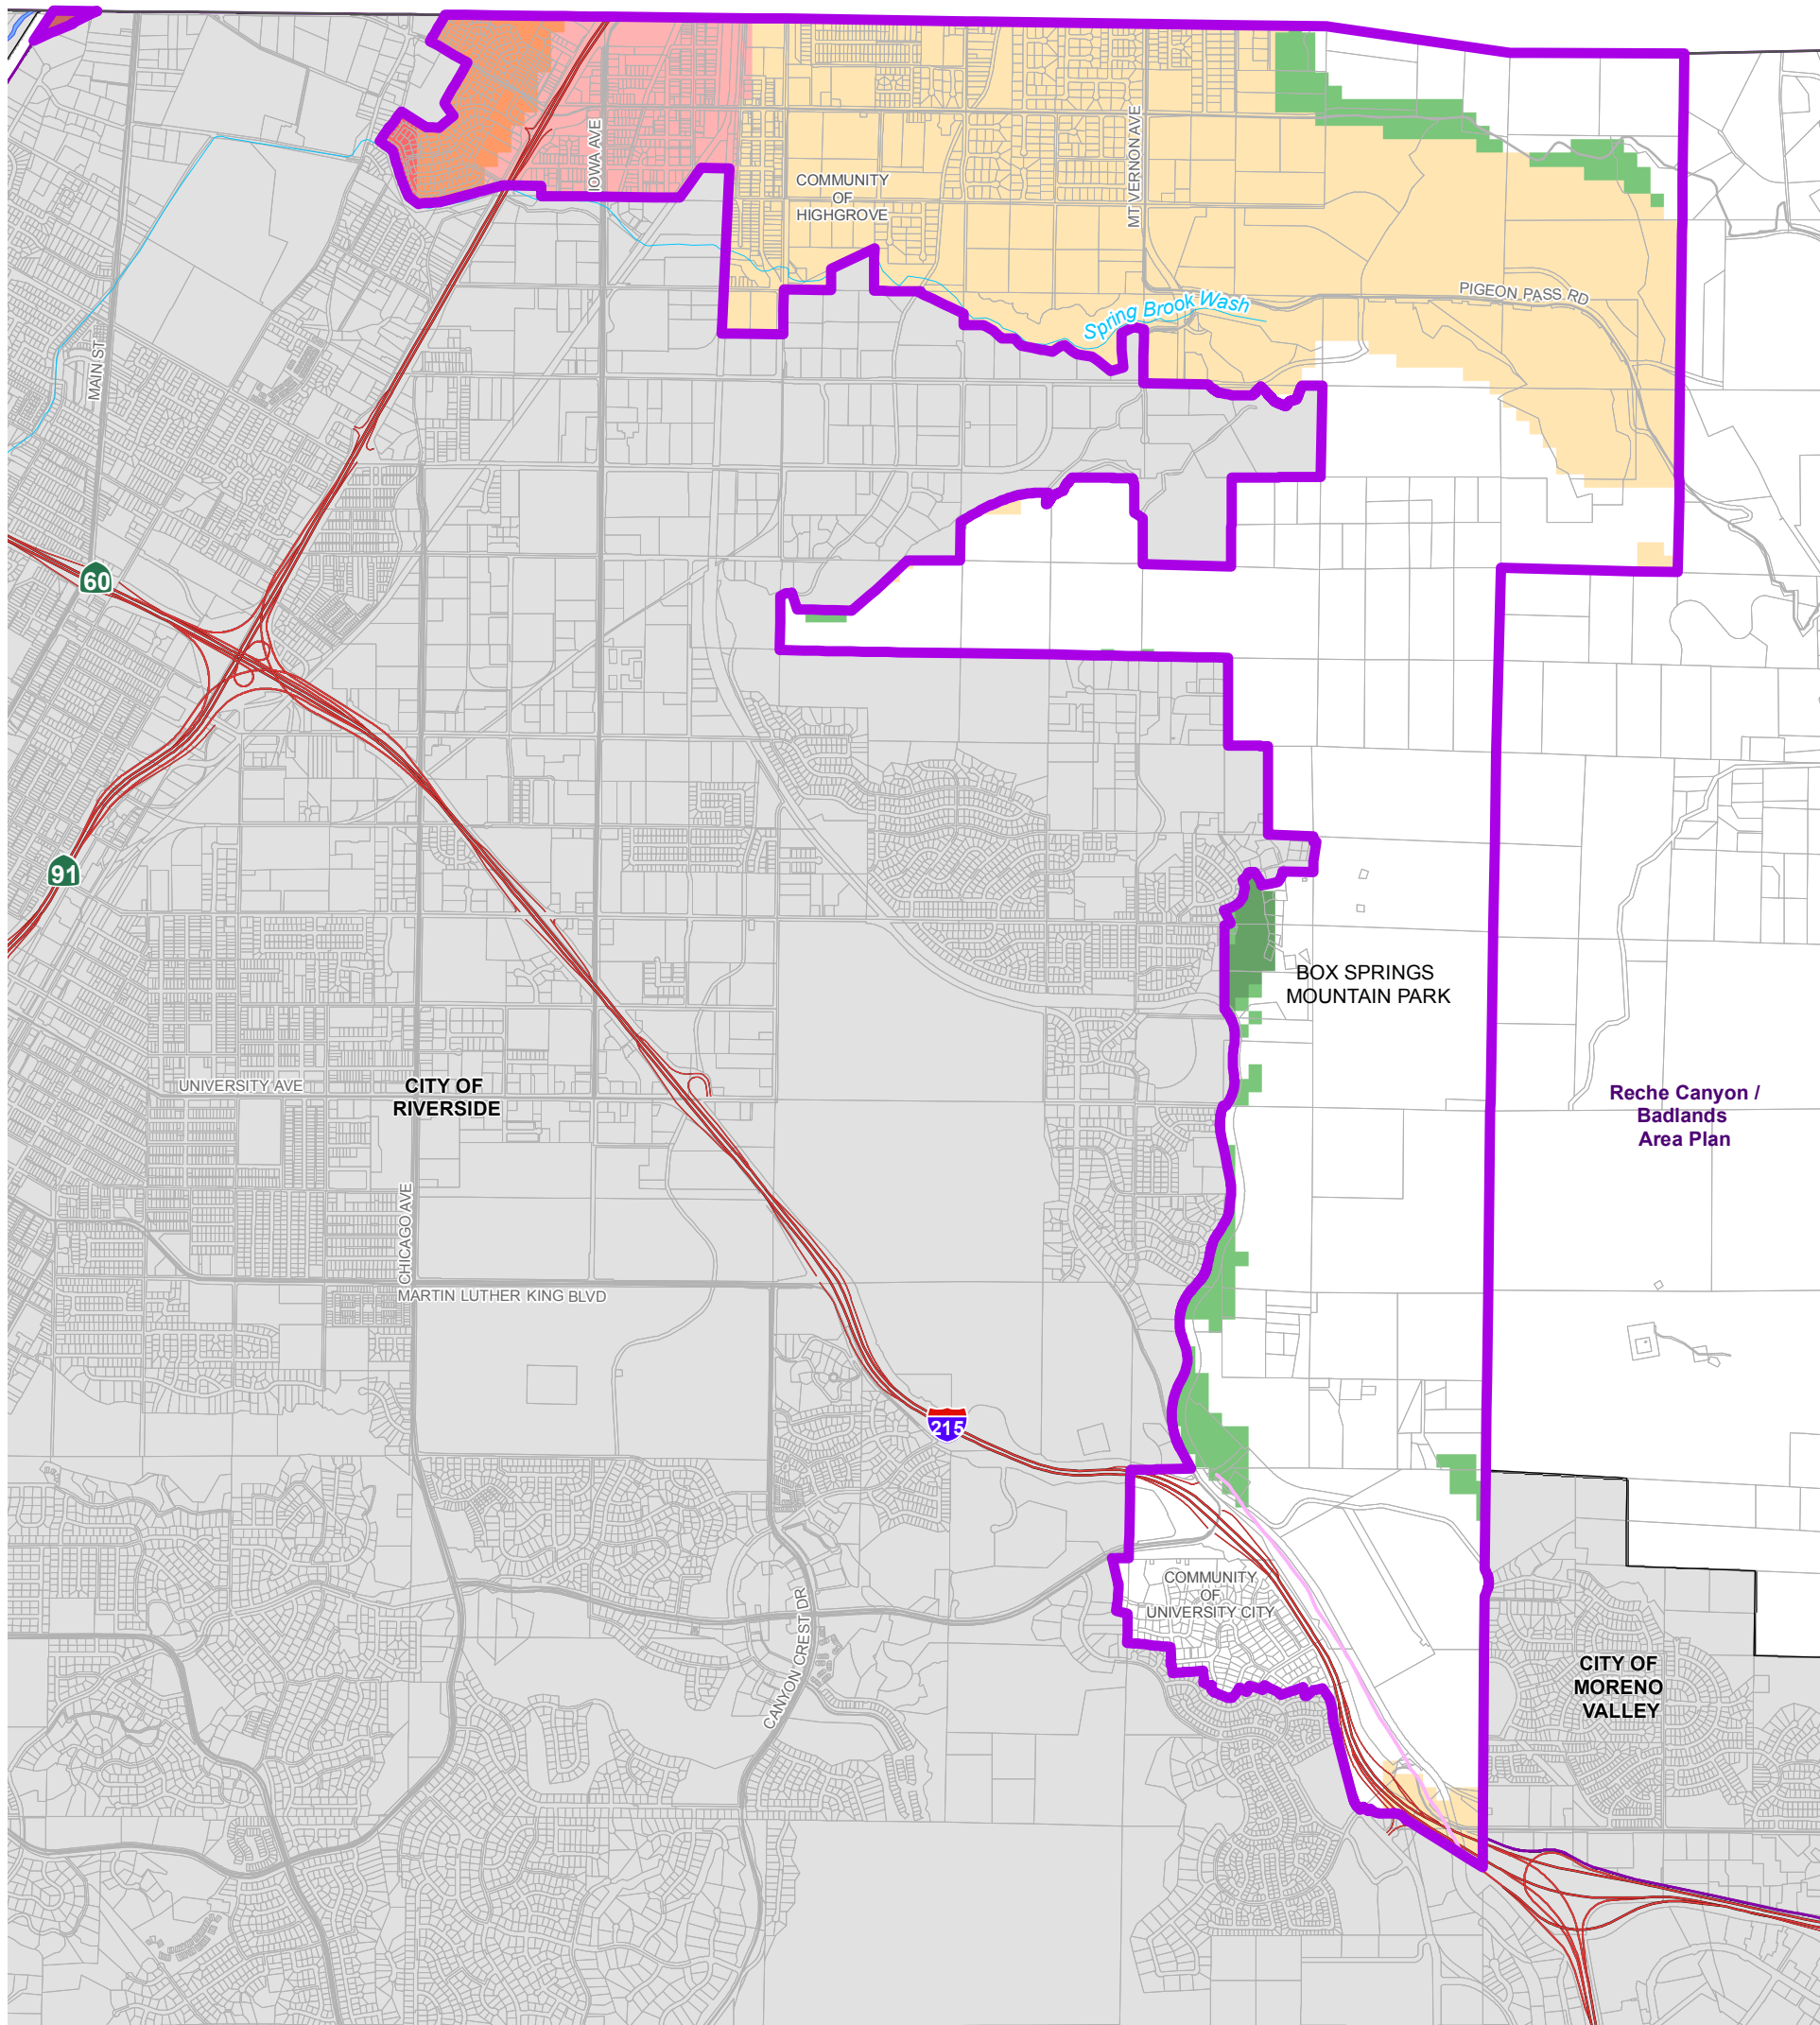 IOWA AVE
COMMUNITY
OF
HIGHGROVE
MT VERNON AVE
PIGEON PASS RD
Spring Brook Wash
MAIN ST
60
91
BOX SPRINGS
MOUNTAIN PARK
UNIVERSITY AVE
CITY OF
RIVERSIDE
Reche Canyon /
Badlands
Area Plan
CHICAGO AVE
MARTIN LUTHER KING BLVD
215
COMMUNITY
OF
UNIVERSITY CITY
CANYON CREST DR
CITY OF
MORENO
VALLEY